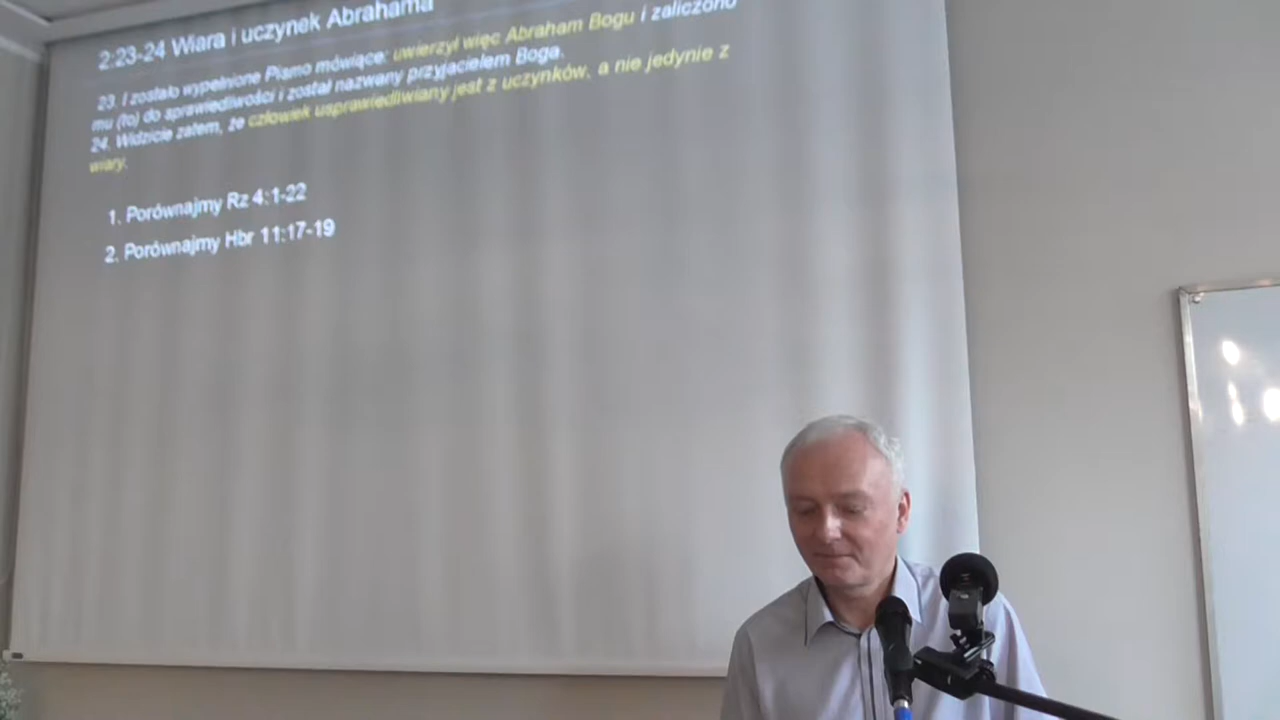 2:23-24 Wiara i uczynek Abrahama
23. I zostało wypełnione Pismo mówiące: uwierzył więc Abraham Bogu i zaliczono
mu (to) do sprawiedliwości i został nazwany przyjacielem Boga.
24. Widzicie zatem, że człowiek usprawiedliwiany jest z uczynków, a nie jedynie z
wiary.
1. Porównajmy Rz 4:1-22
2. Porównajmy Hbr 11:17-19